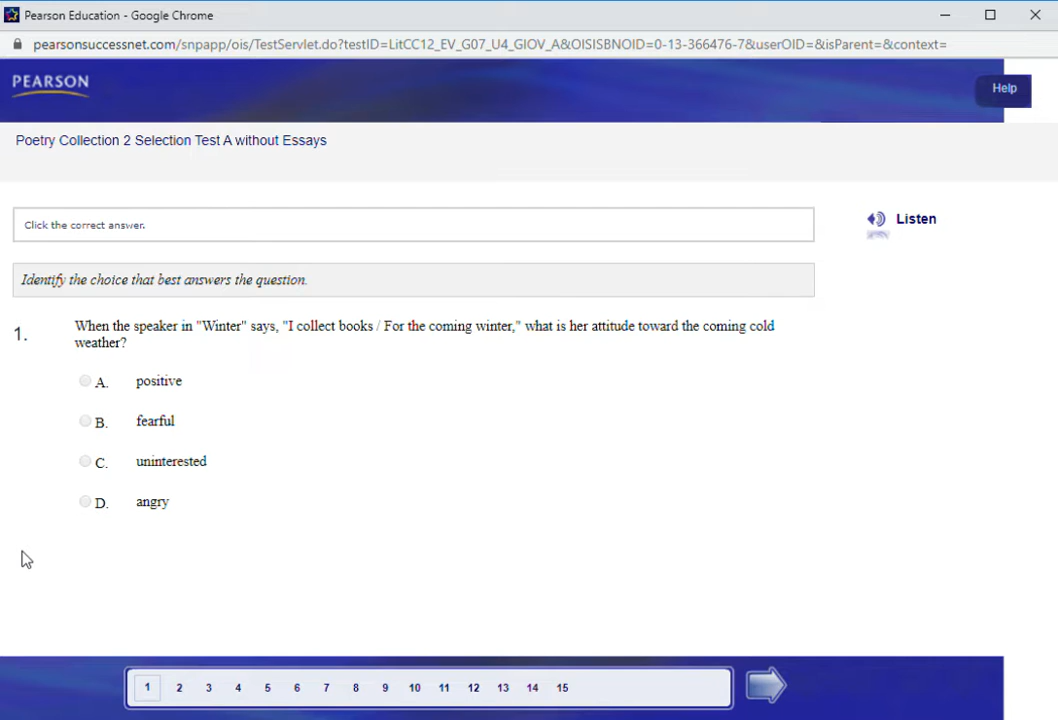 Pearson Education - Google Chrome
pearsonsuccessnet.com/snpapp/ois/TestServlet.do?testID=LitCC12_EV_G07_U4_GIOV_A&OISISBNOID=0-13-366476-7&userOID=&isParent=&context=
PEARSON
Help
Poetry Collection 2 Selection Test A without Essays
Click the correct answer.
Listen
Identify the choice that best answers the question.
1. When the speaker in "Winter" says, "I collect books / For the coming winter," what is her attitude toward the coming cold
weather?
A. positive
B. fearful
C. uninterested
D. angry
1 2 3 4 5 6 7 8 9 10 11 12 13 14 15